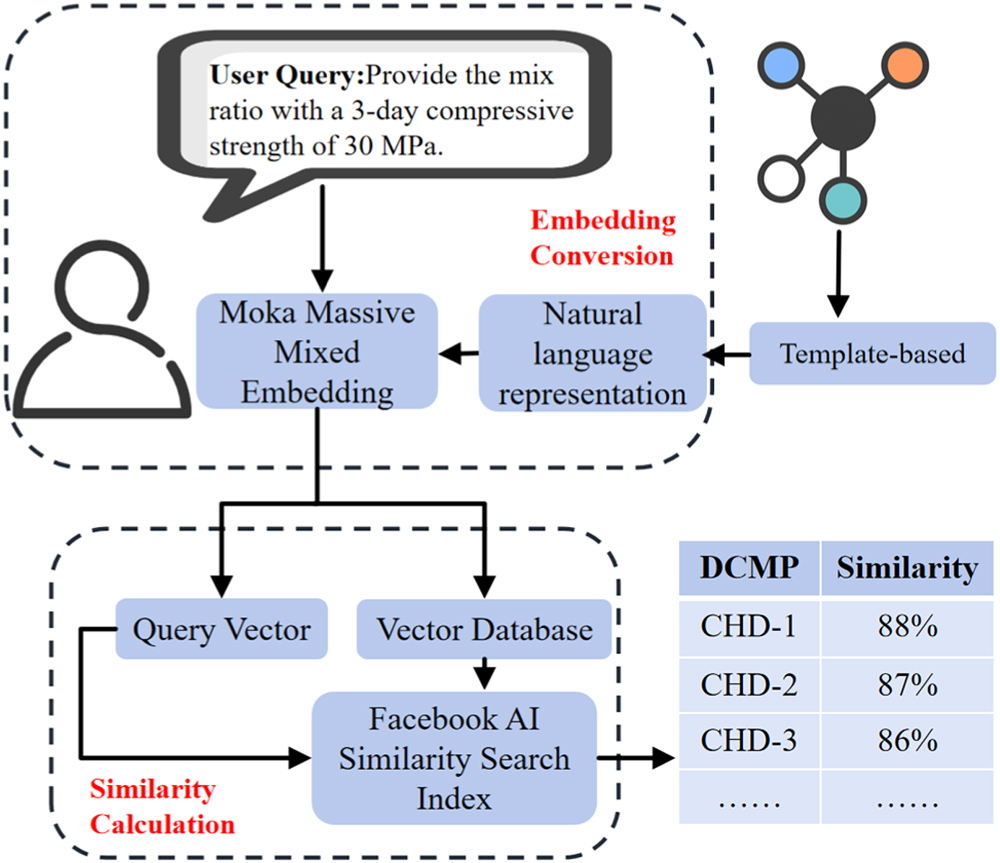 User Query:Provide the mix
ratio with a 3-day compressive
strength of 30 MPa.
Embedding
Conversion
Moka Massive
Mixed
Embedding
Natural
language
representation
Template-based
Query Vector
Vector Database
Facebook AI
Similarity Search
Index
Similarity
Calculation
DCMP Similarity
CHD-1 88%
CHD-2 87%
CHD-3 86%
…… ……